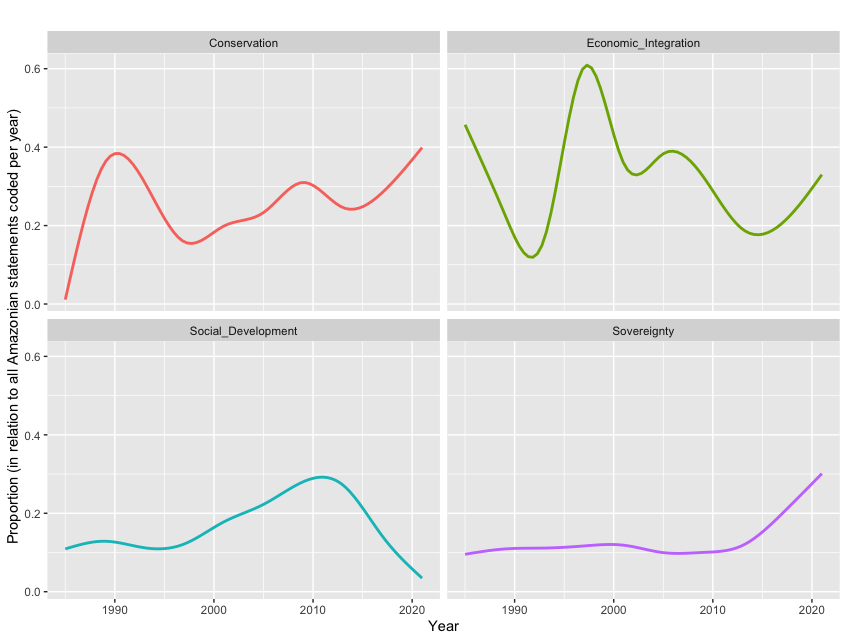 Conservation
Economic_Integration
0.6
0.4
0.2
0.0
Social_Development
Sovereignty
0.6
0.4
0.2
0.0
1990
2000
2010
2020
1990
2000
2010
2020
Year
Proportion (in relation to all Amazonian statements coded per year)